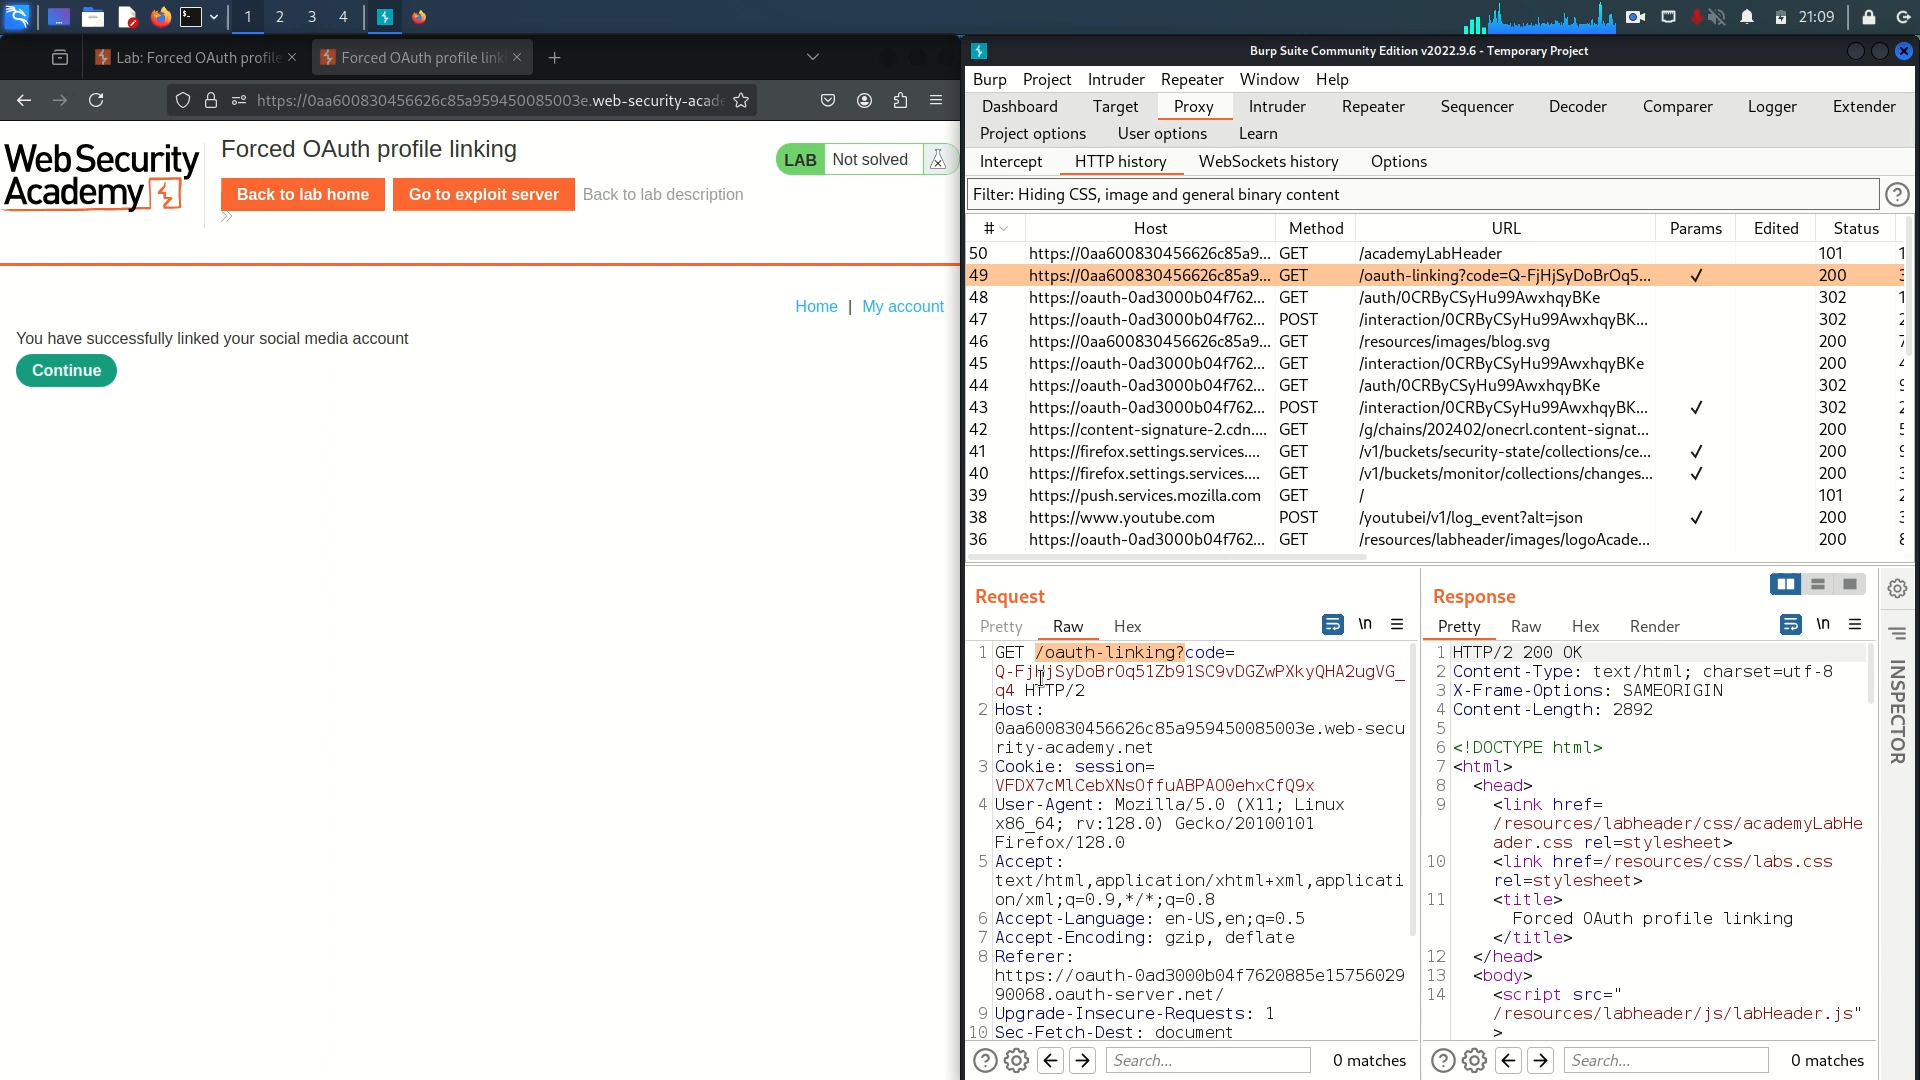 1 2 3 4
21:09
Lab: Forced OAuth profile
Forced OAuth profile link
https://0aa600830456626c85a959450085003e.web-security-acad
WebSecurity
Academy
Forced OAuth profile linking
Back to lab home
Go to exploit server
Back to lab description
LAB Not solved
Home | My account
You have successfully linked your social media account
Continue
Burp Suite Community Edition v2022.9.6 - Temporary Project
Burp Project Intruder Repeater Window Help
Dashboard Target Proxy Intruder Repeater Sequencer Decoder Comparer Logger Extender
Project options User options Learn
Intercept HTTP history WebSockets history Options
Filter: Hiding CSS, image and general binary content
# Host Method URL Params Edited Status
50 https://0aa600830456626c85a9... GET /academyLabHeader 101
49 https://0aa600830456626c85a9... GET /oauth-linking?code=Q-FjHjSyDoBrOq5... ✓ 200
48 https://oauth-0ad3000b04f762... GET /auth/0CRByCSyHu99AwxhqyBKe 302
47 https://oauth-0ad3000b04f762... POST /interaction/0CRByCSyHu99AwxhqyBK... 302
46 https://0aa600830456626c85a9... GET /resources/images/blog.svg 200
45 https://oauth-0ad3000b04f762... GET /interaction/0CRByCSyHu99AwxhqyBKe 200
44 https://oauth-0ad3000b04f762... GET /auth/0CRByCSyHu99AwxhqyBKe 302
43 https://oauth-0ad3000b04f762... POST /interaction/0CRByCSyHu99AwxhqyBK... ✓ 302
42 https://content-signature-2.cdn.... GET /g/chains/202402/onecrl.content-signat... 200
41 https://firefox.settings.services.... GET /v1/buckets/security-state/collections/ce... ✓ 200
40 https://firefox.settings.services.... GET /v1/buckets/monitor/collections/changes... ✓ 200
39 https://push.services.mozilla.com GET / 101
38 https://www.youtube.com POST /youtubei/v1/log_event?alt=json ✓ 200
36 https://oauth-0ad3000b04f762... GET /resources/labheader/images/logoAcade... 200
Request
Pretty Raw Hex
\n
1 GET /oauth-linking?code=
Q-FjHjSyDoBrOq51Zb91SC9vDGZwPXkyQHA2ugVG_
q4 HTTP/2
2 Host:
0aa600830456626c85a959450085003e.web-secu
rity-academy.net
3 Cookie: session=
VFDX7cMlCebXNsOffuABPAO0ehxCfQ9x
4 User-Agent: Mozilla/5.0 (X11; Linux
x86_64; rv:128.0) Gecko/20100101
Firefox/128.0
5 Accept:
text/html,application/xhtml+xml,applicati
on/xml;q=0.9,*/*;q=0.8
6 Accept-Language: en-US,en;q=0.5
7 Accept-Encoding: gzip, deflate
8 Referer:
https://oauth-0ad3000b04f7620885e15756029
90068.oauth-server.net/
9 Upgrade-Insecure-Requests: 1
10 Sec-Fetch-Dest: document
Search...
0 matches
Response
Pretty Raw Hex Render
\n
1 HTTP/2 200 OK
2 Content-Type: text/html; charset=utf-8
3 X-Frame-Options: SAMEORIGIN
4 Content-Length: 2892
5
6 <!DOCTYPE html>
7 <html>
8 <head>
9 <link href=
/resources/labheader/css/academyLabHe
ader.css rel=stylesheet>
10 <link href=/resources/css/labs.css
rel=stylesheet>
11 <title>
Forced OAuth profile linking
</title>
12 </head>
13 <body>
14 <script src="
/resources/labheader/js/labHeader.js"
>
Search...
0 matches
INSPECTOR